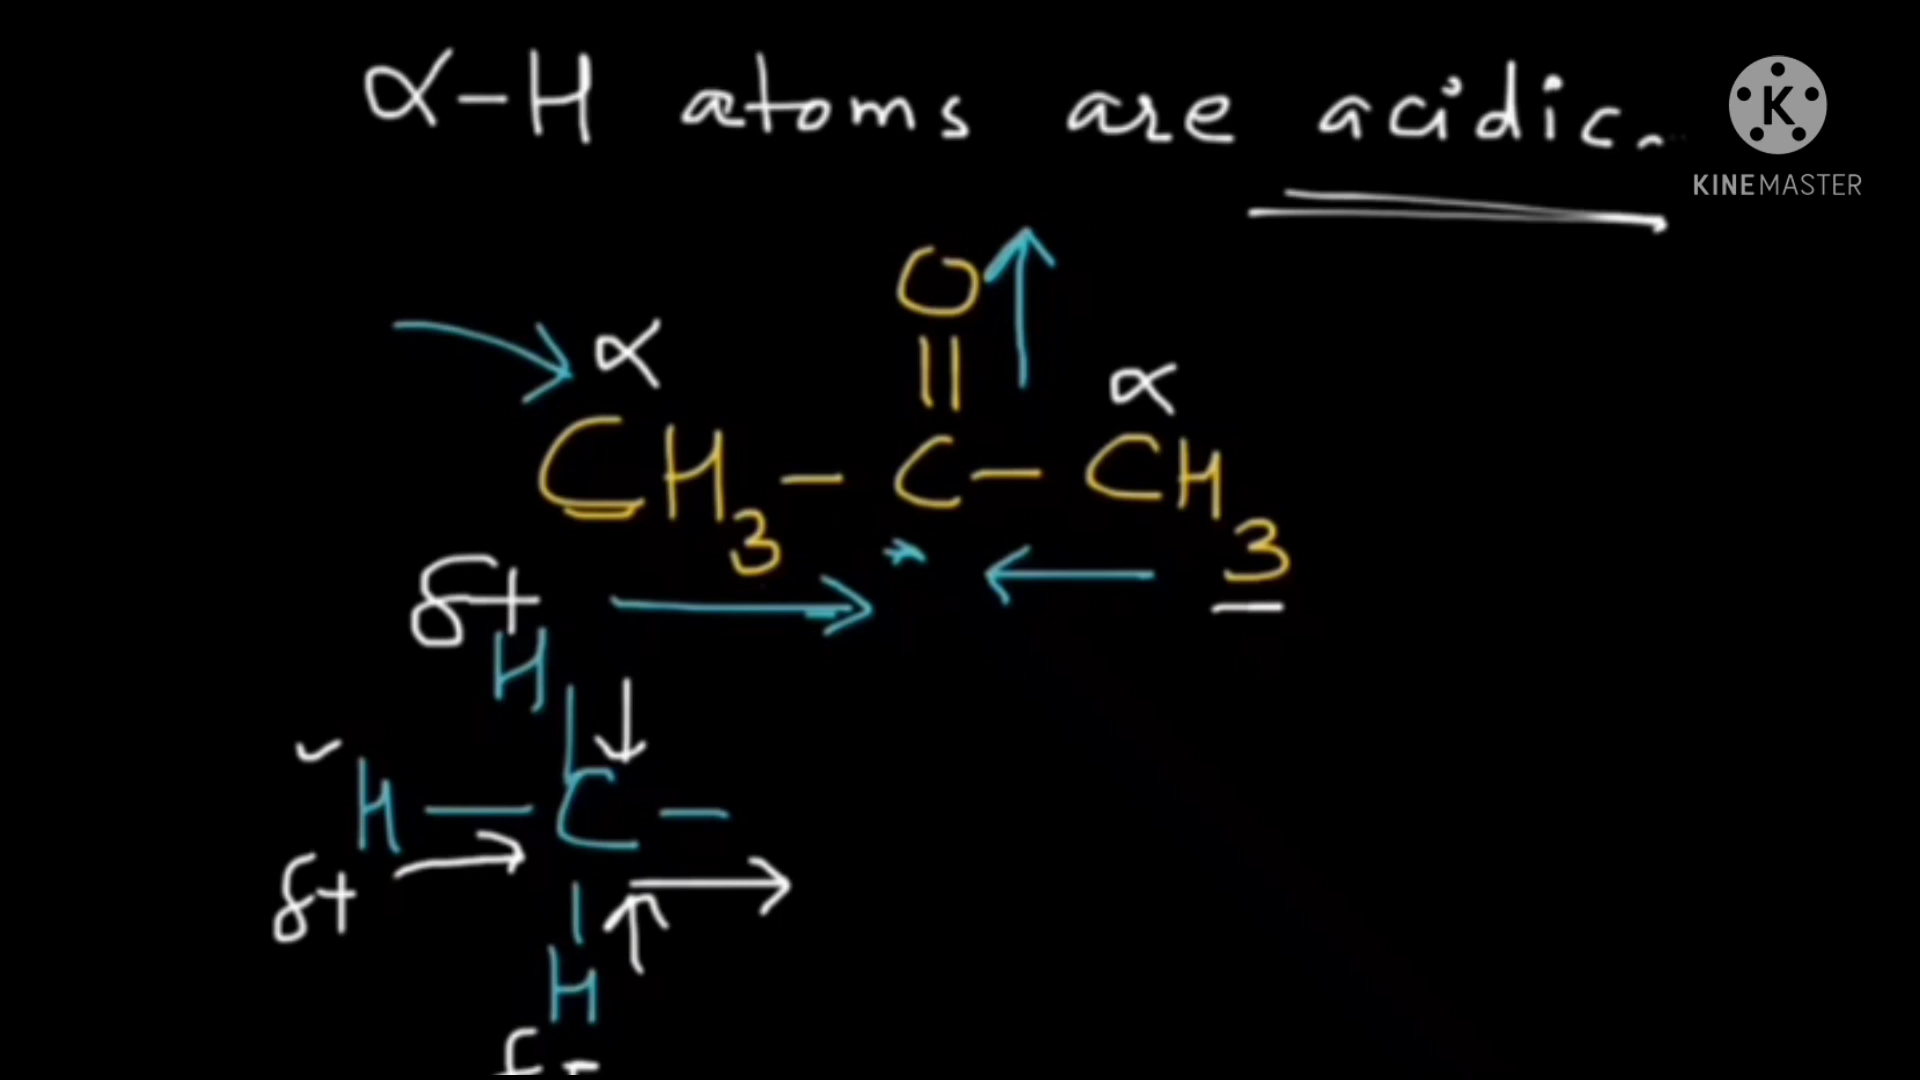 α-H atoms are acidic.
KINEMASTER
O
α
α
CH3-C-CH3
δ+
H
H-C-
δ+
H